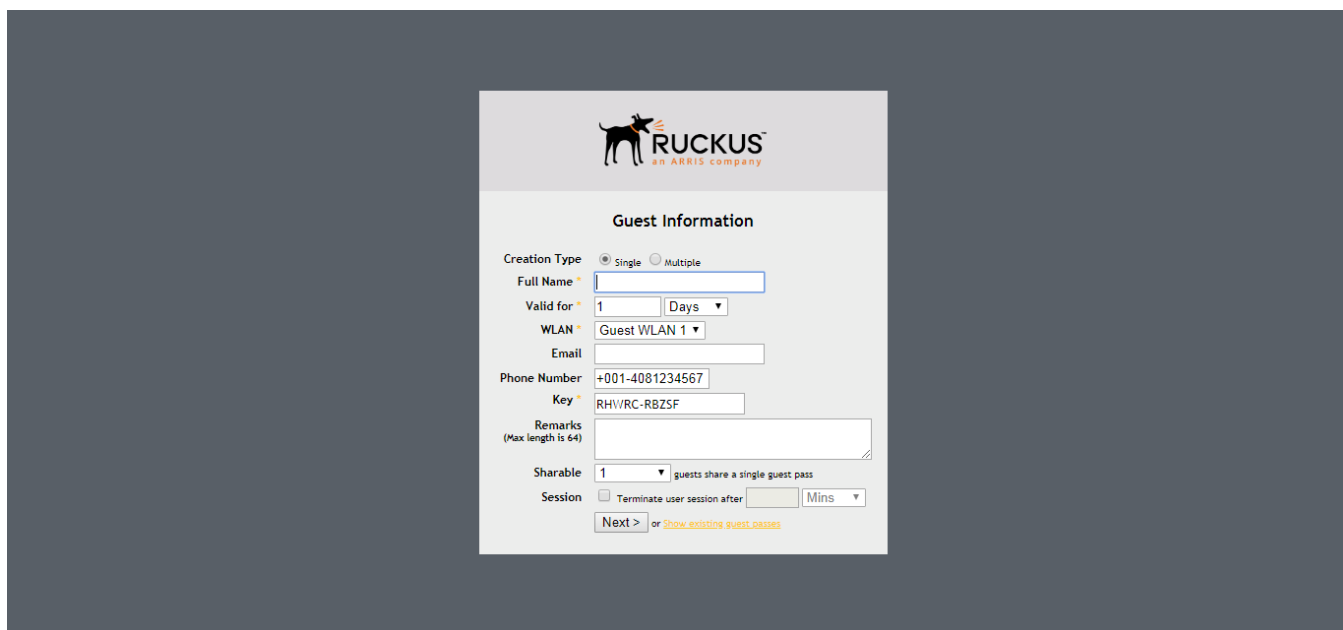 RUCKUS™
an ARRIS company
Guest Information
Creation Type Single Multiple
Full Name *
Valid for * 1 Days
WLAN * Guest WLAN 1
Email
Phone Number +001-4081234567
Key * RHWRC-RBZSF
Remarks
(Max length is 64)
Sharable 1 guests share a single guest pass
Session Terminate user session after Mins
Next > or Show existing guest passes